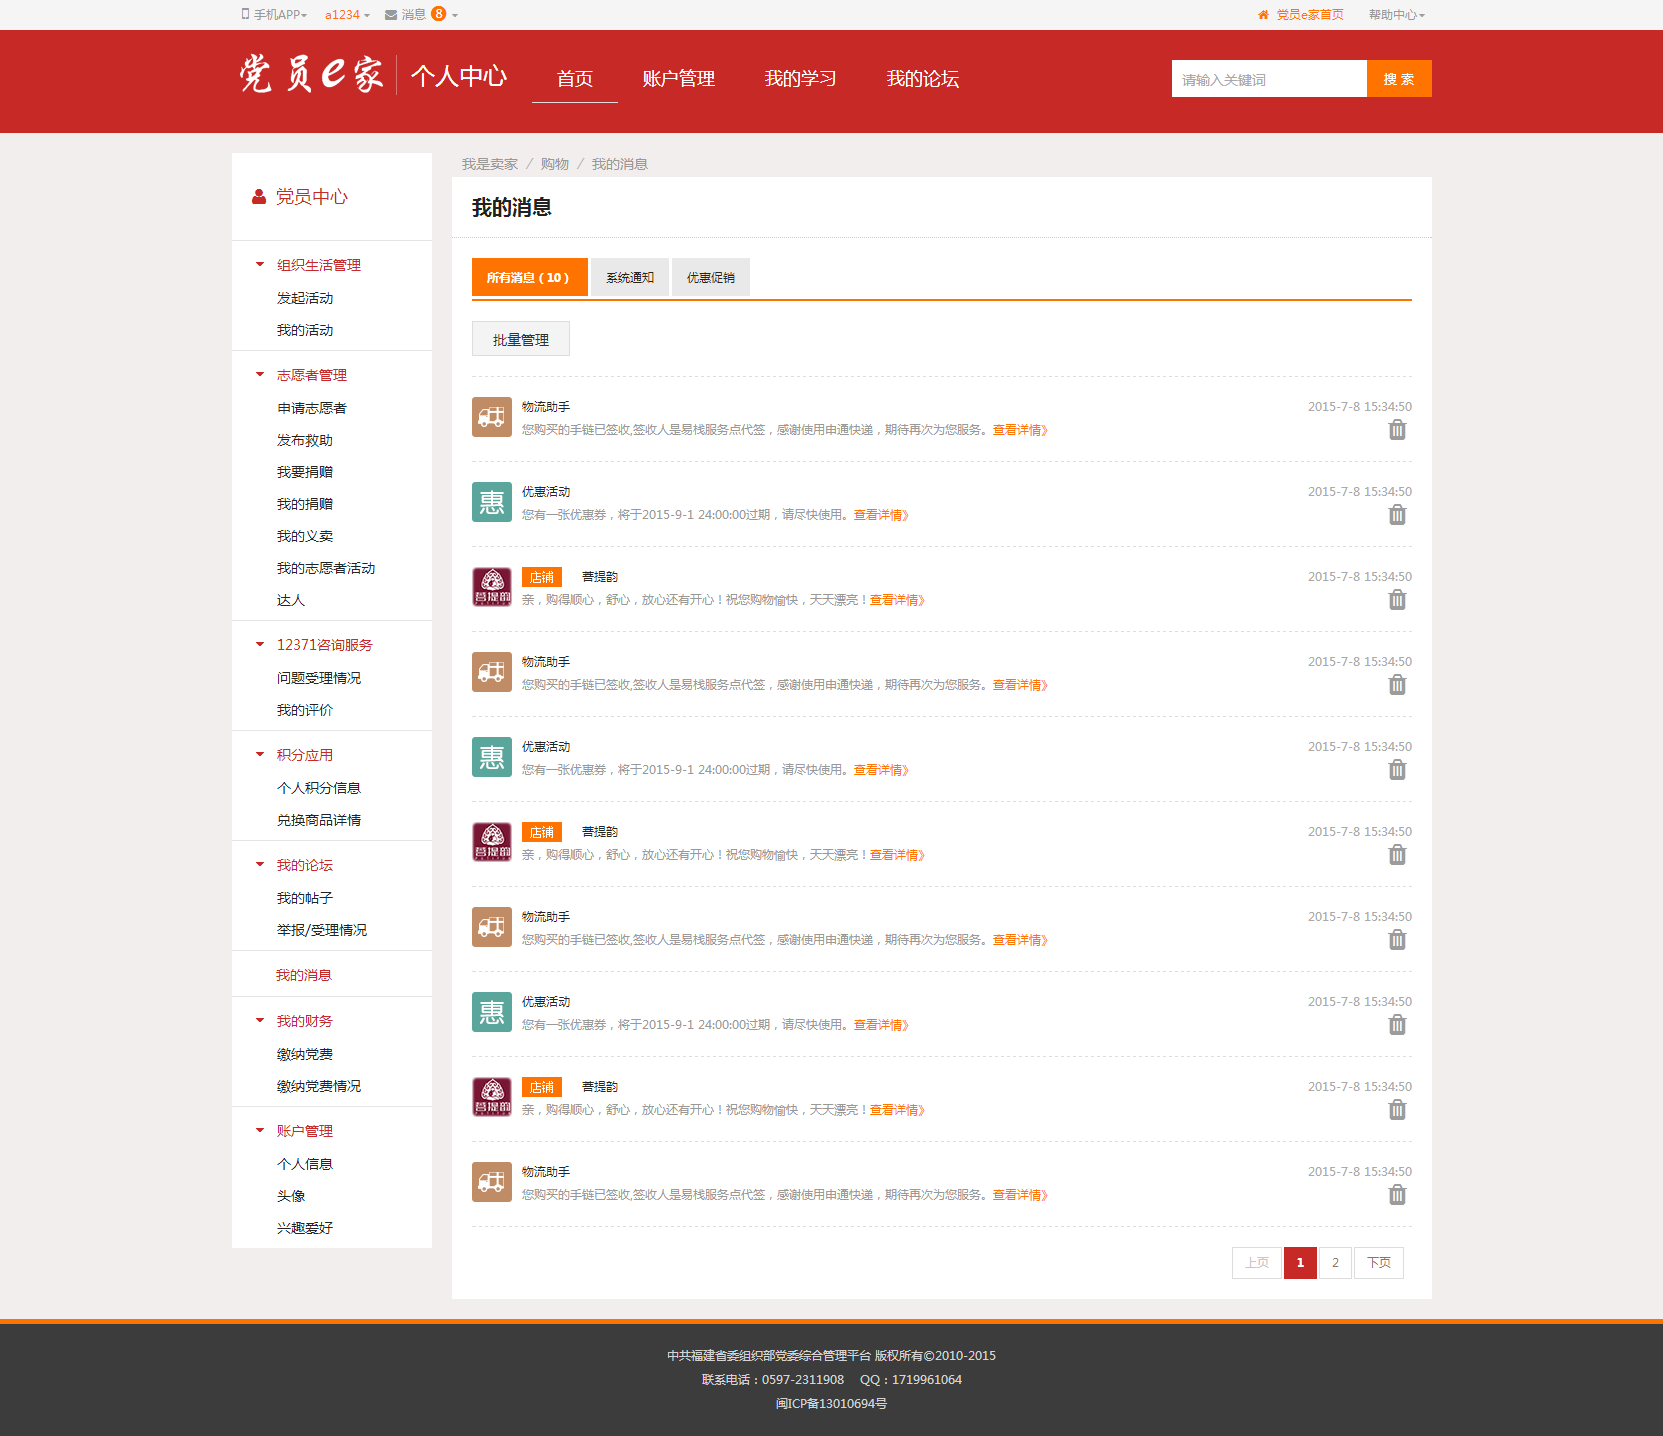 手机APP a1234 消息 8 党员e家首页 帮助中心
党员e家 个人中心 首页 账户管理 我的学习 我的论坛 请输入关键词 搜 索
党员中心
组织生活管理
发起活动
我的活动
志愿者管理
申请志愿者
发布救助
我要捐赠
我的捐赠
我的义卖
我的志愿者活动
达人
12371咨询服务
问题受理情况
我的评价
积分应用
个人积分信息
兑换商品详情
我的论坛
我的帖子
举报/受理情况
我的消息
我的财务
缴纳党费
缴纳党费情况
账户管理
个人信息
头像
兴趣爱好
我是卖家 / 购物 / 我的消息
我的消息
所有消息（10） 系统通知 优惠促销
批量管理
物流助手 2015-7-8 15:34:50
您购买的手链已签收,签收人是易栈服务点代签，感谢使用申通快递，期待再次为您服务。查看详情》
惠 优惠活动 2015-7-8 15:34:50
您有一张优惠券，将于2015-9-1 24:00:00过期，请尽快使用。查看详情》
菩提韵 店铺 菩提韵 2015-7-8 15:34:50
亲，购得顺心，舒心，放心还有开心！祝您购物愉快，天天漂亮！查看详情》
物流助手 2015-7-8 15:34:50
您购买的手链已签收,签收人是易栈服务点代签，感谢使用申通快递，期待再次为您服务。查看详情》
惠 优惠活动 2015-7-8 15:34:50
您有一张优惠券，将于2015-9-1 24:00:00过期，请尽快使用。查看详情》
菩提韵 店铺 菩提韵 2015-7-8 15:34:50
亲，购得顺心，舒心，放心还有开心！祝您购物愉快，天天漂亮！查看详情》
物流助手 2015-7-8 15:34:50
您购买的手链已签收,签收人是易栈服务点代签，感谢使用申通快递，期待再次为您服务。查看详情》
惠 优惠活动 2015-7-8 15:34:50
您有一张优惠券，将于2015-9-1 24:00:00过期，请尽快使用。查看详情》
菩提韵 店铺 菩提韵 2015-7-8 15:34:50
亲，购得顺心，舒心，放心还有开心！祝您购物愉快，天天漂亮！查看详情》
物流助手 2015-7-8 15:34:50
您购买的手链已签收,签收人是易栈服务点代签，感谢使用申通快递，期待再次为您服务。查看详情》
上页 1 2 下页
中共福建省委组织部党委综合管理平台 版权所有©2010-2015
联系电话：0597-2311908 QQ：1719961064
闽ICP备13010694号